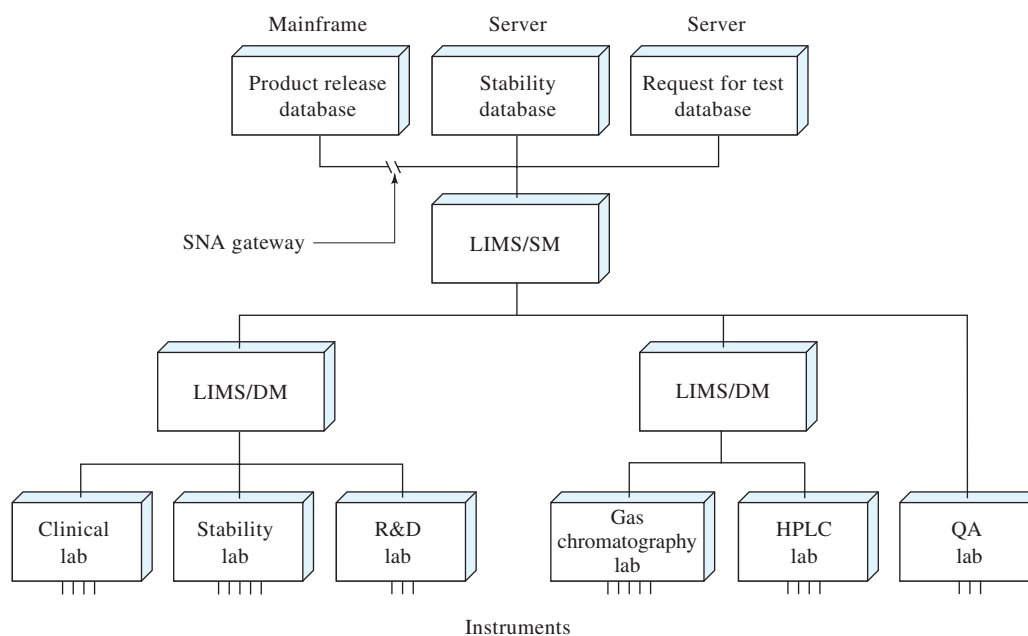 Mainframe
Server
Server
Product release
database
Stability
database
Request for test
database
SNA gateway
LIMS/SM
LIMS/DM
LIMS/DM
Clinical
lab
Stability
lab
R&D
lab
Gas
chromatography
lab
HPLC
lab
QA
lab
Instruments